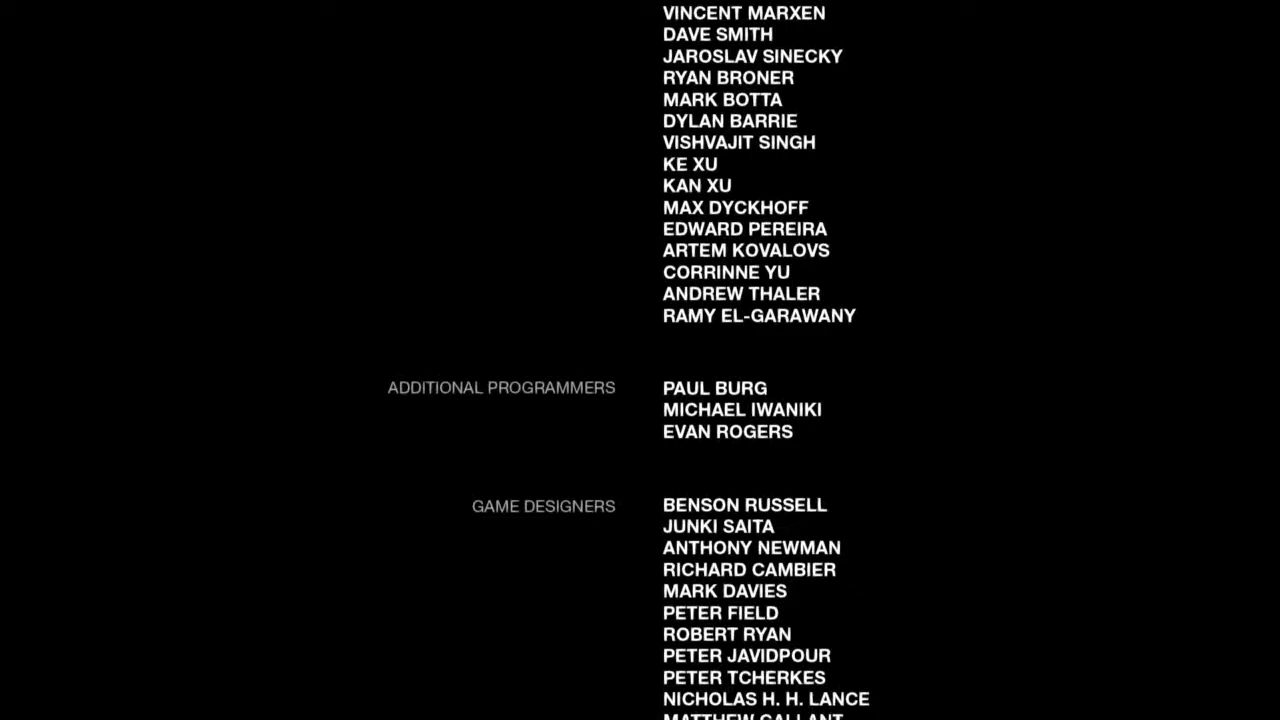 VINCENT MARXEN
DAVE SMITH
JAROSLAV SINECKY
RYAN BRONER
MARK BOTTA
DYLAN BARRIE
VISHVAJIT SINGH
KE XU
KAN XU
MAX DYCKHOFF
EDWARD PEREIRA
ARTEM KOVALOVS
CORRINNE YU
ANDREW THALER
RAMY EL-GARAWANY
ADDITIONAL PROGRAMMERS PAUL BURG
MICHAEL IWANIKI
EVAN ROGERS
GAME DESIGNERS BENSON RUSSELL
JUNKI SAITA
ANTHONY NEWMAN
RICHARD CAMBIER
MARK DAVIES
PETER FIELD
ROBERT RYAN
PETER JAVIDPOUR
PETER TCHERKES
NICHOLAS H. H. LANCE
MATTHEW GALLANT